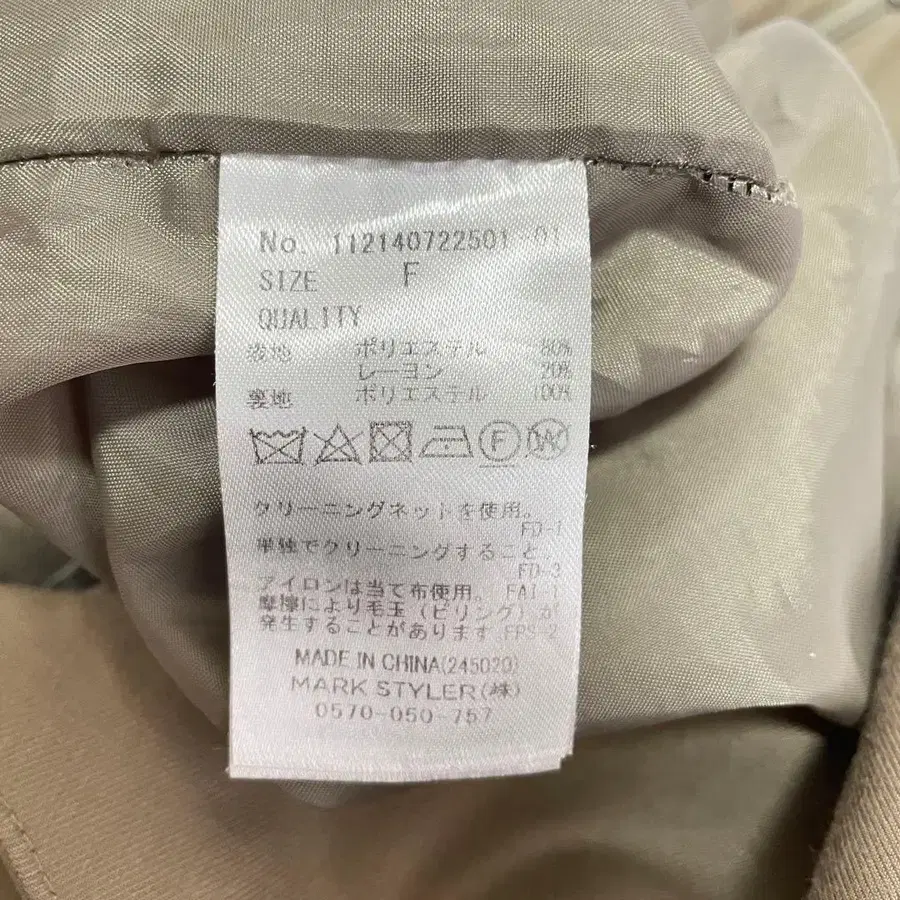 No. 112140722501 01
SIZE F
QUALITY
表地 ポリエステル 80%
レーヨン 20%
裏地 ポリエステル 100%
F W
クリーニングネットを使用。
FD-1
単独でクリーニングすること。
FD-3
アイロンは当て布使用。 FAI-1
摩擦により毛玉(ピリング)が
発生することがあります FPS-2
MADE IN CHINA(245020)
MARK STYLER(株)
0570-050-757